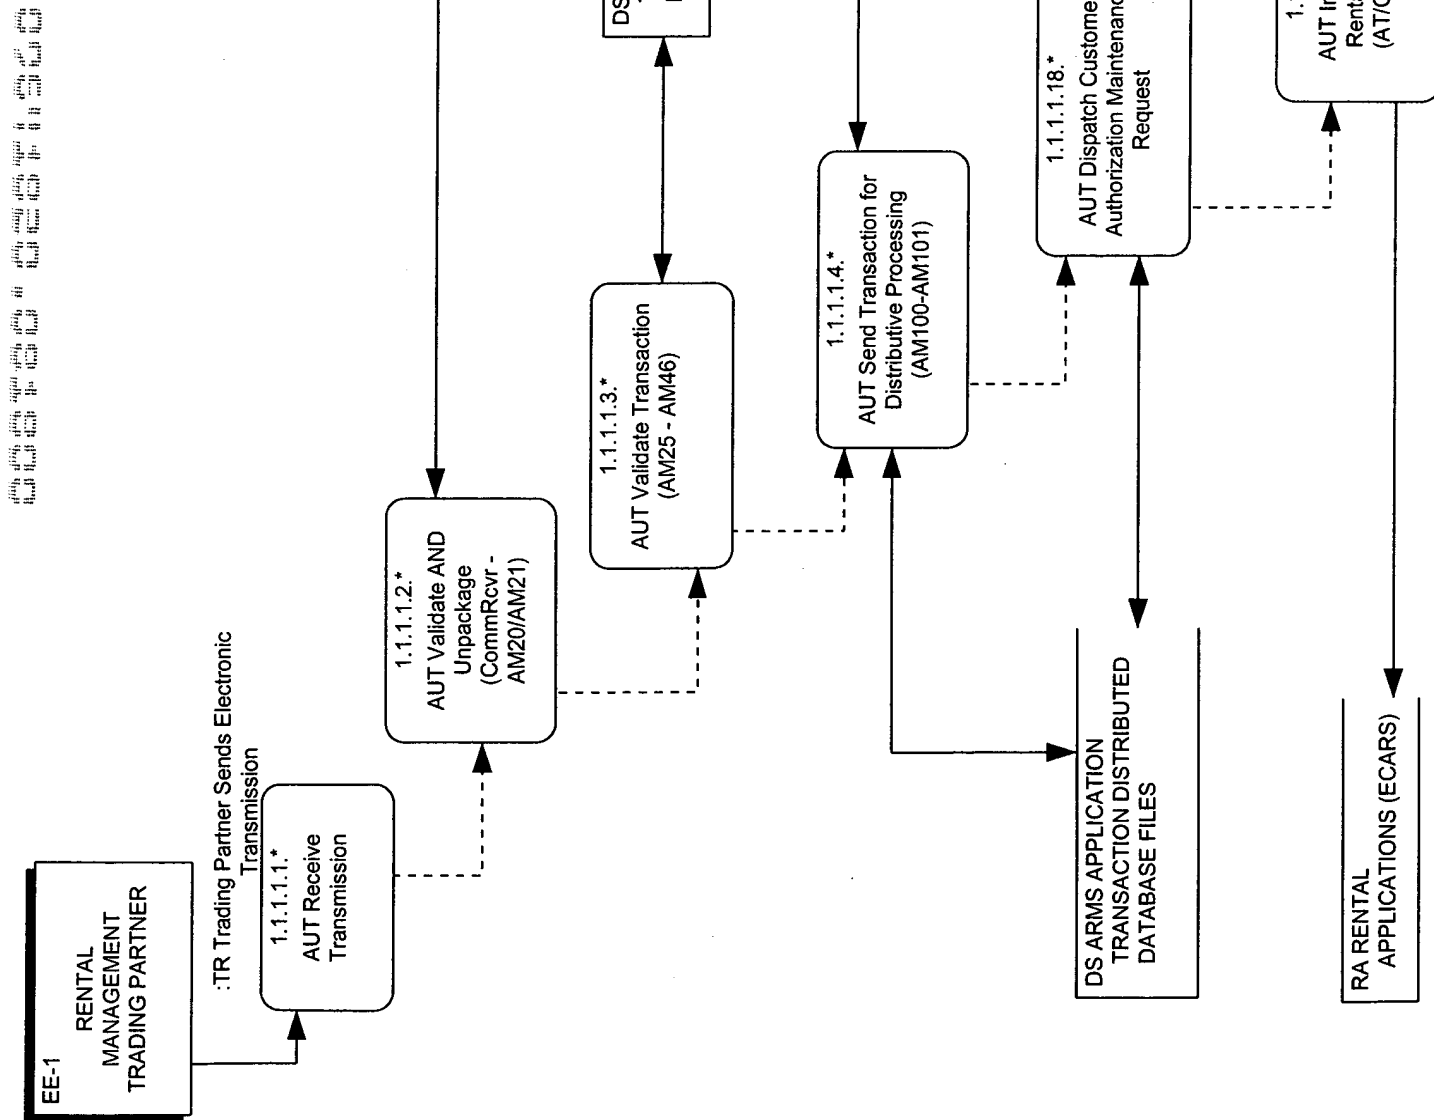 EE-1
RENTAL
MANAGEMENT
TRADING PARTNER
:TR Trading Partner Sends Electronic
Transmission
1.1.1.1.1.*
AUT Receive
Transmission
1.1.1.1.2.*
AUT Validate AND
Unpackage
(CommRcvr -
AM20/AM21)
1.1.1.1.3.*
AUT Validate Transaction
(AM25 - AM46)
DS
1.1.1.1.4.*
AUT Send Transaction for
Distributive Processing
(AM100-AM101)
1.1.1.1.18.*
AUT Dispatch Custome
Authorization Maintenanc
Request
1.
AUT In
Renta
(AT/C
DS ARMS APPLICATION
TRANSACTION DISTRIBUTED
DATABASE FILES
RA RENTAL
APPLICATIONS (ECARS)